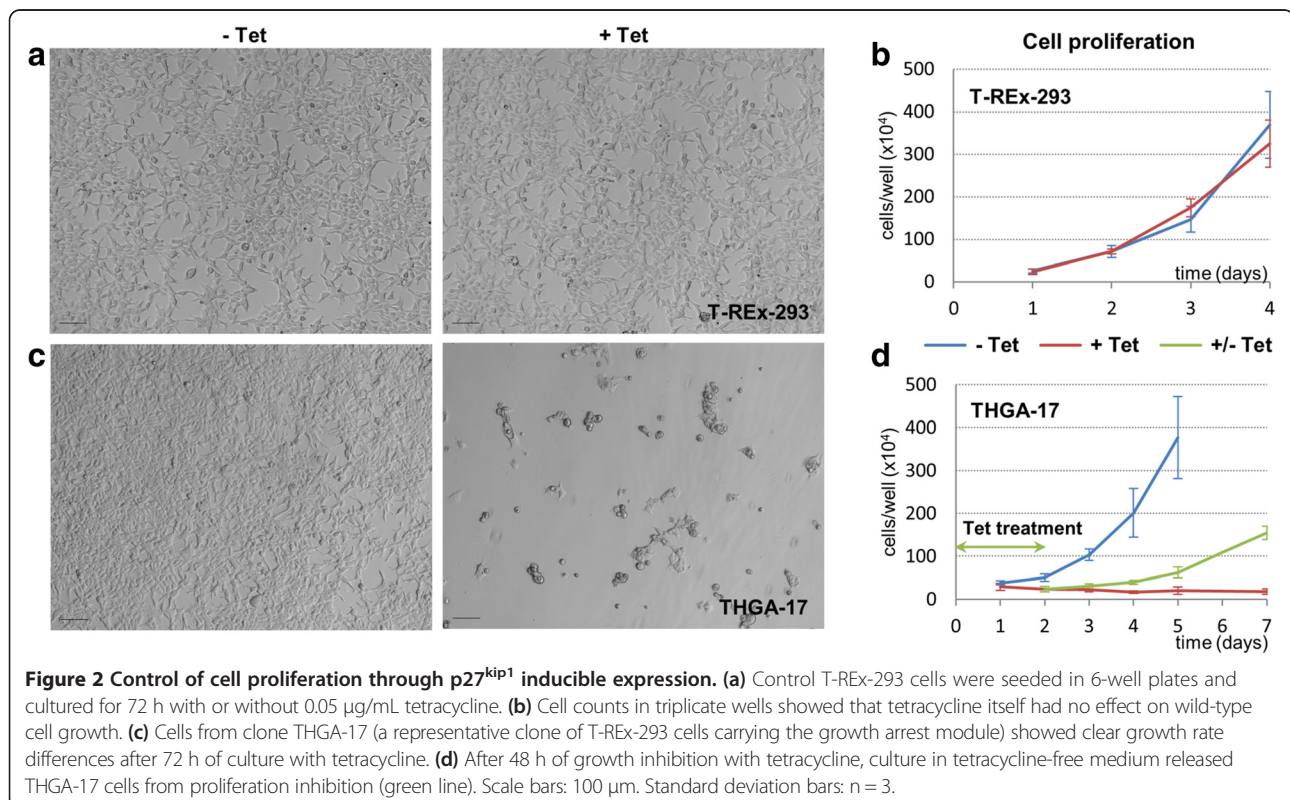 - Tet
+ Tet
a
T-REx-293
b
Cell proliferation
500
400
300
200
100
0
cells/well (x10⁴)
T-REx-293
time (days)
0 1 2 3 4
- Tet + Tet +/- Tet
c
THGA-17
d
500
400
300
200
100
0
cells/well (x10⁴)
THGA-17
Tet treatment
0 1 2 3 4 5 6 7
time (days)
Figure 2 Control of cell proliferation through p27ᵏⁱᵖ¹ inducible expression. (a) Control T-REx-293 cells were seeded in 6-well plates and
cultured for 72 h with or without 0.05 μg/mL tetracycline. (b) Cell counts in triplicate wells showed that tetracycline itself had no effect on wild-type
cell growth. (c) Cells from clone THGA-17 (a representative clone of T-REx-293 cells carrying the growth arrest module) showed clear growth rate
differences after 72 h of culture with tetracycline. (d) After 48 h of growth inhibition with tetracycline, culture in tetracycline-free medium released
THGA-17 cells from proliferation inhibition (green line). Scale bars: 100 μm. Standard deviation bars: n = 3.